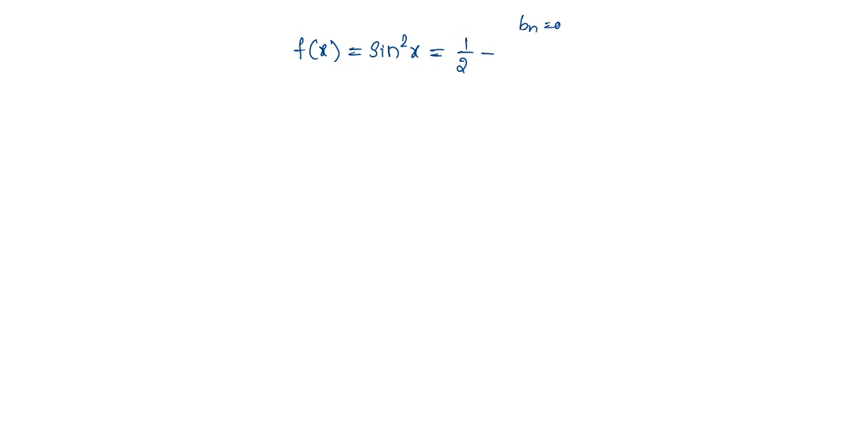 bn = 0
f(x) = Sin²x = 1/2 -